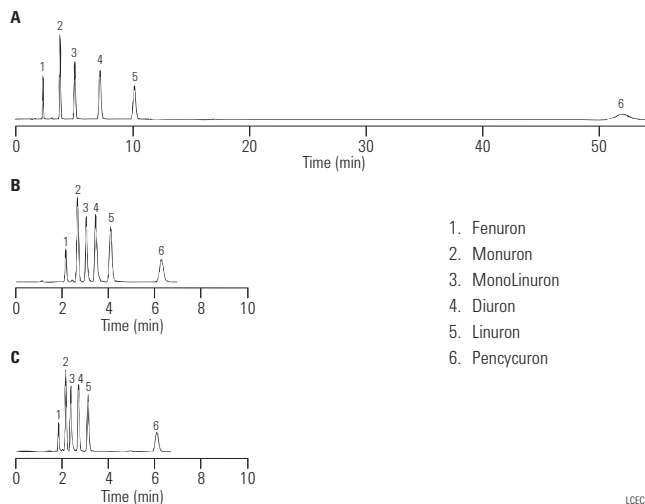 A
1
2
3
4
5
6
0 10 20 30 40 50
Time (min)
B
1
2
3
4
5
6
0 2 4 6 8 10
Time (min)
C
1
2
3
4
5
6
0 2 4 6 8 10
Time (min)
1. Fenuron
2. Monuron
3. MonoLinuron
4. Diuron
5. Linuron
6. Pencycuron
LCEC